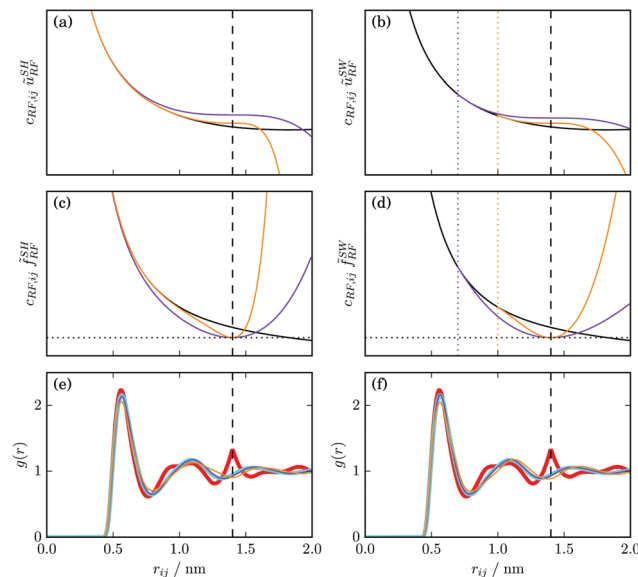 (a)
(b)
c_{RF,ij} ũ_{RF}^{SH}
c_{RF,ij} ũ_{RF}^{SW}
(c)
(d)
c_{RF,ij} f̃_{RF}^{SH}
c_{RF,ij} f̃_{RF}^{SW}
(e)
(f)
g(r)
g(r)
2
1
0
2
1
0
0.0 0.5 1.0 1.5 2.0
0.0 0.5 1.0 1.5 2.0
r_{ij} / nm
r_{ij} / nm